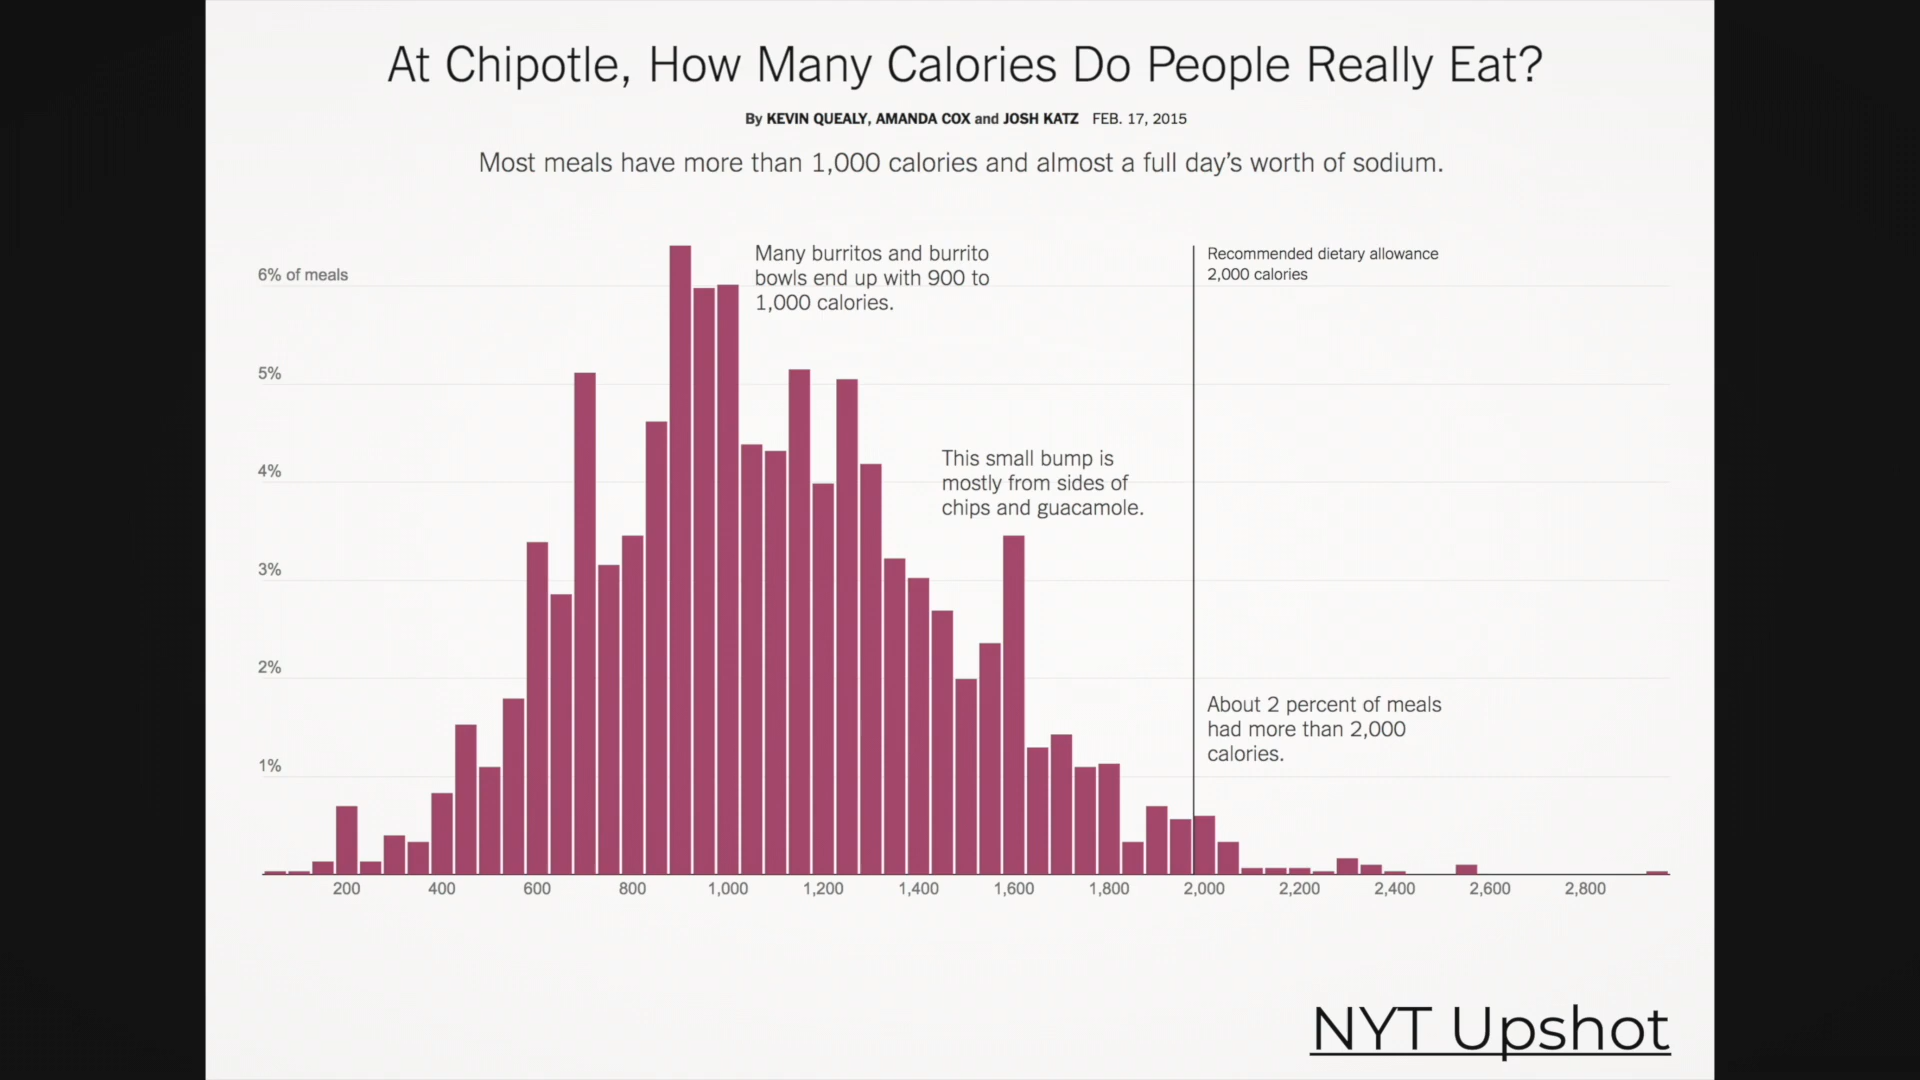 At Chipotle, How Many Calories Do People Really Eat?
By KEVIN QUEALY, AMANDA COX and JOSH KATZ FEB. 17, 2015
Most meals have more than 1,000 calories and almost a full day’s worth of sodium.
6% of meals
5%
4%
3%
2%
1%
Many burritos and burrito
bowls end up with 900 to
1,000 calories.
This small bump is
mostly from sides of
chips and guacamole.
Recommended dietary allowance
2,000 calories
About 2 percent of meals
had more than 2,000
calories.
200 400 600 800 1,000 1,200 1,400 1,600 1,800 2,000 2,200 2,400 2,600 2,800
NYT Upshot